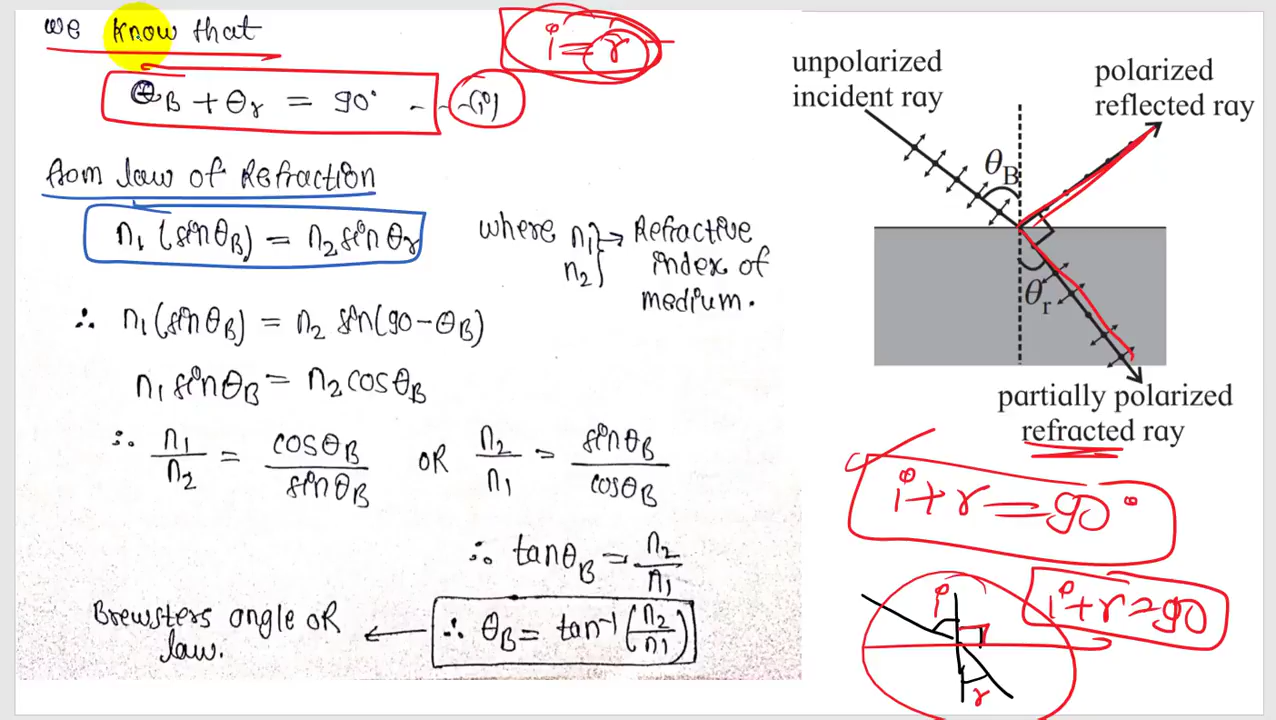 we know that
i = r
θB + θr = 90° - - (i)
from law of Refraction
n1 (sinθB) = n2 sinθr
where n1 } → Refractive
n2 } index of
medium.
∴ n1 (sinθB) = n2 sin(90 - θB)
n1 sinθB = n2 cosθB
∴ n1/n2 = cosθB/sinθB OR n2/n1 = sinθB/cosθB
∴ tanθB = n2/n1
Brewsters angle OR
law.
← ∴ θB = tan-1 (n2/n1)
unpolarized
incident ray
polarized
reflected ray
θB
θr
partially polarized
refracted ray
i + r = 90°
i + r = 90
i
r